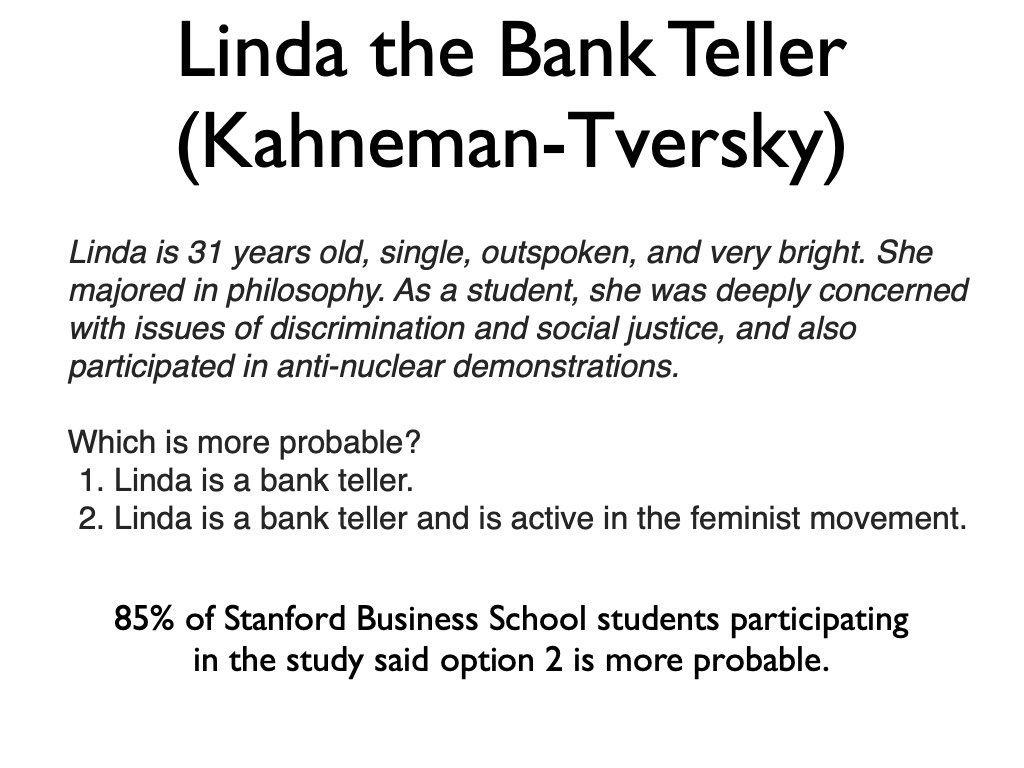 Linda the Bank Teller
(Kahneman-Tversky)
Linda is 31 years old, single, outspoken, and very bright. She
majored in philosophy. As a student, she was deeply concerned
with issues of discrimination and social justice, and also
participated in anti-nuclear demonstrations.
Which is more probable?
1. Linda is a bank teller.
2. Linda is a bank teller and is active in the feminist movement.
85% of Stanford Business School students participating
in the study said option 2 is more probable.